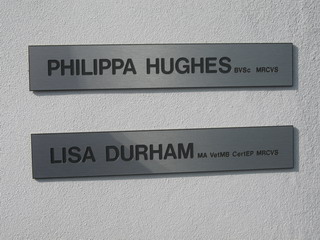 PHILIPPA HUGHES BVSc MRCVS
LISA DURHAM MA VetMB CertEP MRCVS